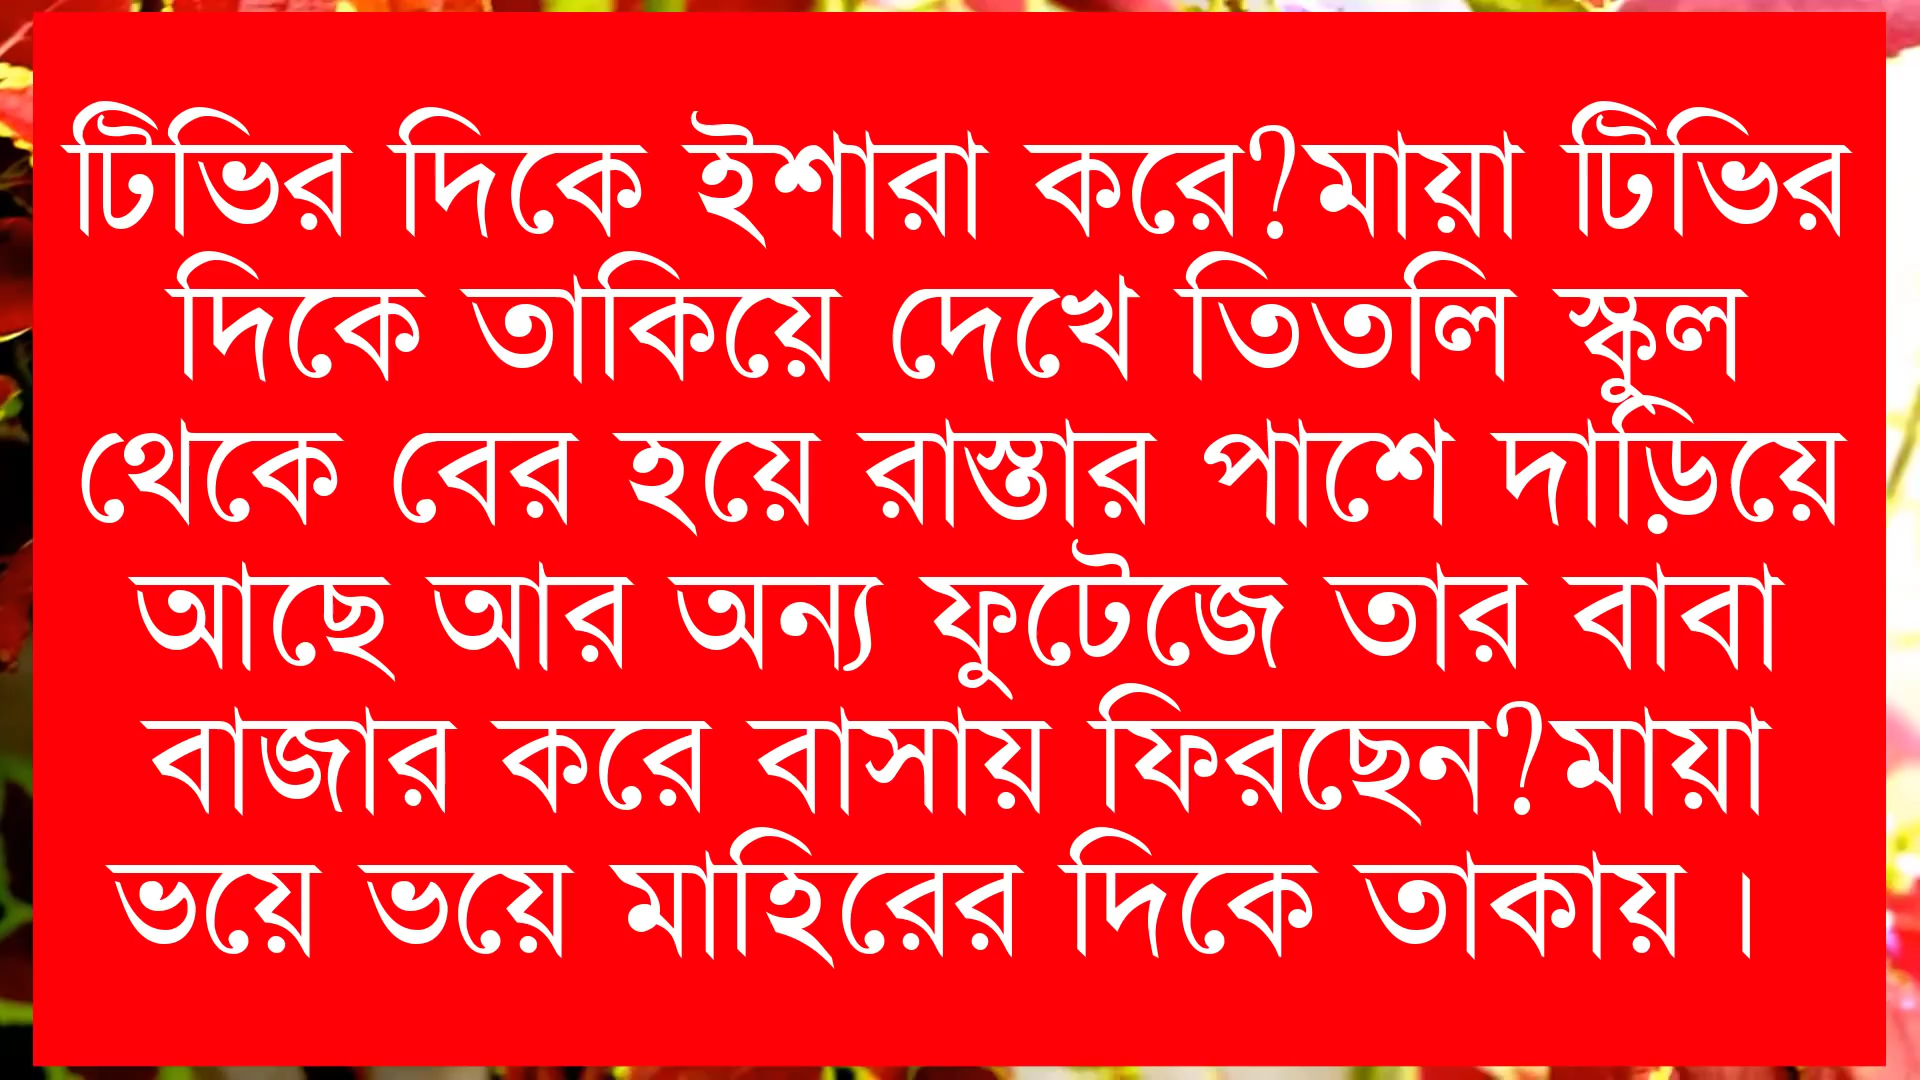 টিভির দিকে ইশারা করে?মায়া টিভির
দিকে তাকিয়ে দেখে তিতলি স্কুল
থেকে বের হয়ে রাস্তার পাশে দাড়িয়ে
আছে আর অন্য ফুটেজে তার বাবা
বাজার করে বাসায় ফিরছেন?মায়া
ভয়ে ভয়ে মাহিরের দিকে তাকায় ।